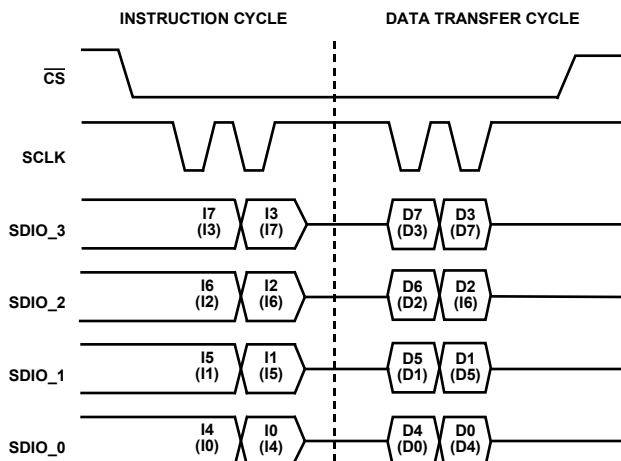 INSTRUCTION CYCLE DATA TRANSFER CYCLE
CS
SCLK
I7 I3 D7 D3
SDIO_3 (I3) (I7) (D3) (D7)
I6 I2 D6 D2
SDIO_2 (I2) (I6) (D2) (I6)
I5 I1 D5 D1
SDIO_1 (I1) (I5) (D1) (D5)
I4 I0 D4 D0
SDIO_0 (I0) (I4) (D0) (D4)